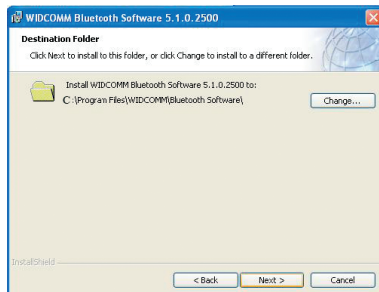 WIDCOMM Bluetooth Software 5.1.0.2500
Destination Folder
Click Next to install to this folder, or click Change to install to a different folder.
Install WIDCOMM Bluetooth Software 5.1.0.2500 to:
C:\Program Files\WIDCOMM\Bluetooth Software\
Change...
InstallShield
< Back
Next >
Cancel